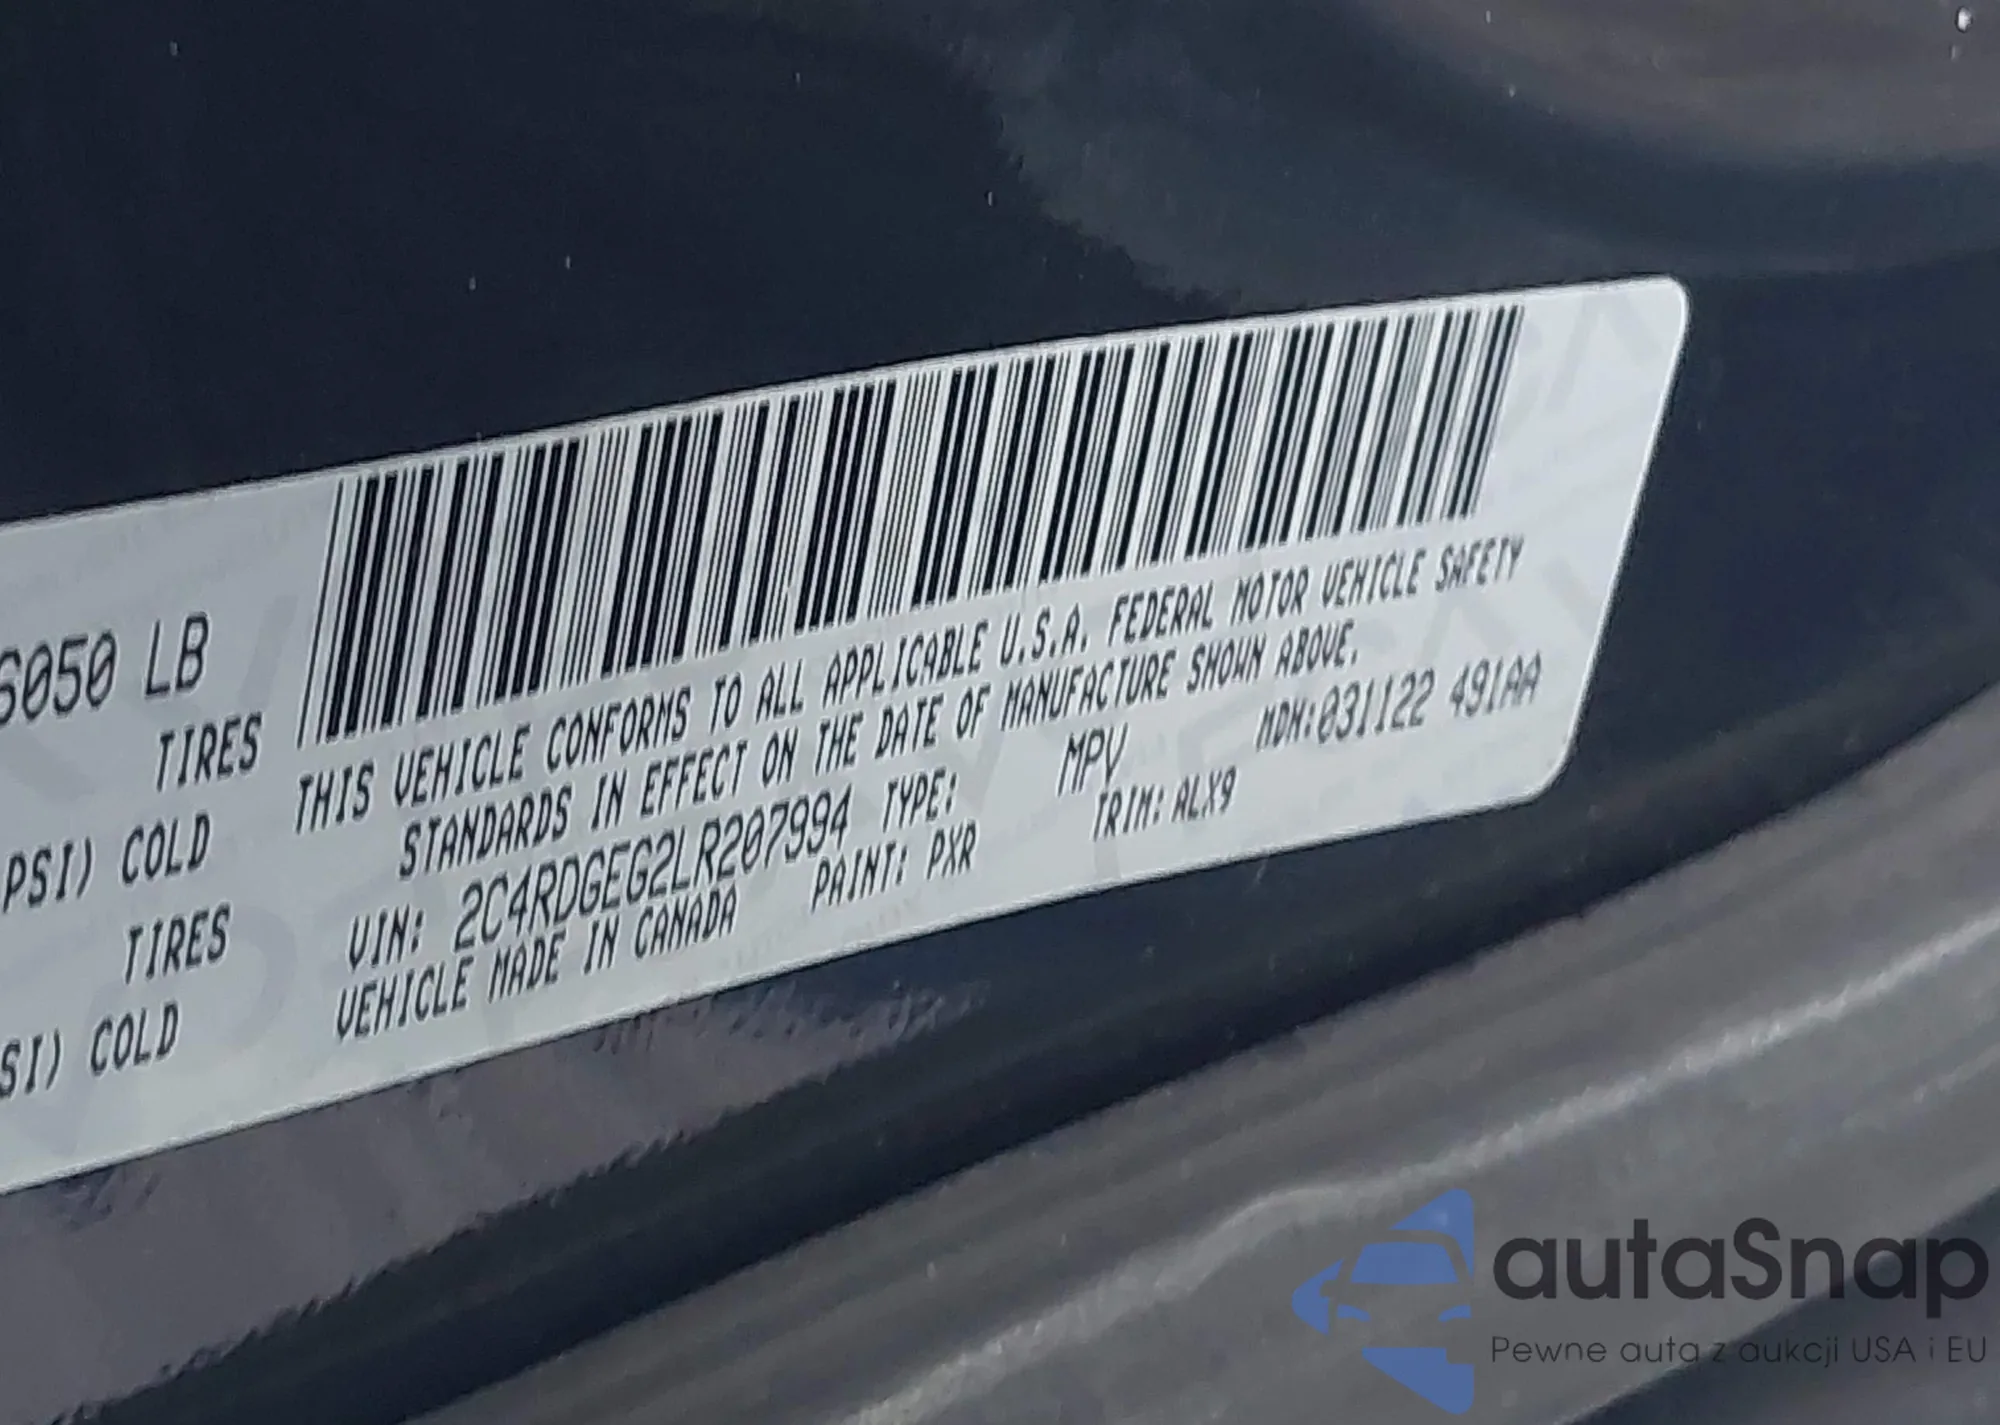 6050 LB
TIRES
PSI) COLD
TIRES
SI) COLD
THIS VEHICLE CONFORMS TO ALL APPLICABLE U.S.A. FEDERAL MOTOR VEHICLE SAFETY
STANDARDS IN EFFECT ON THE DATE OF MANUFACTURE SHOWN ABOVE.
VIN: 2C4RDGEG2LR207994 TYPE: MPV MDH:031122 491AA
VEHICLE MADE IN CANADA PAINT: PXR TRIM: ALX9
autaSnap
Pewne auta z aukcji USA i EU